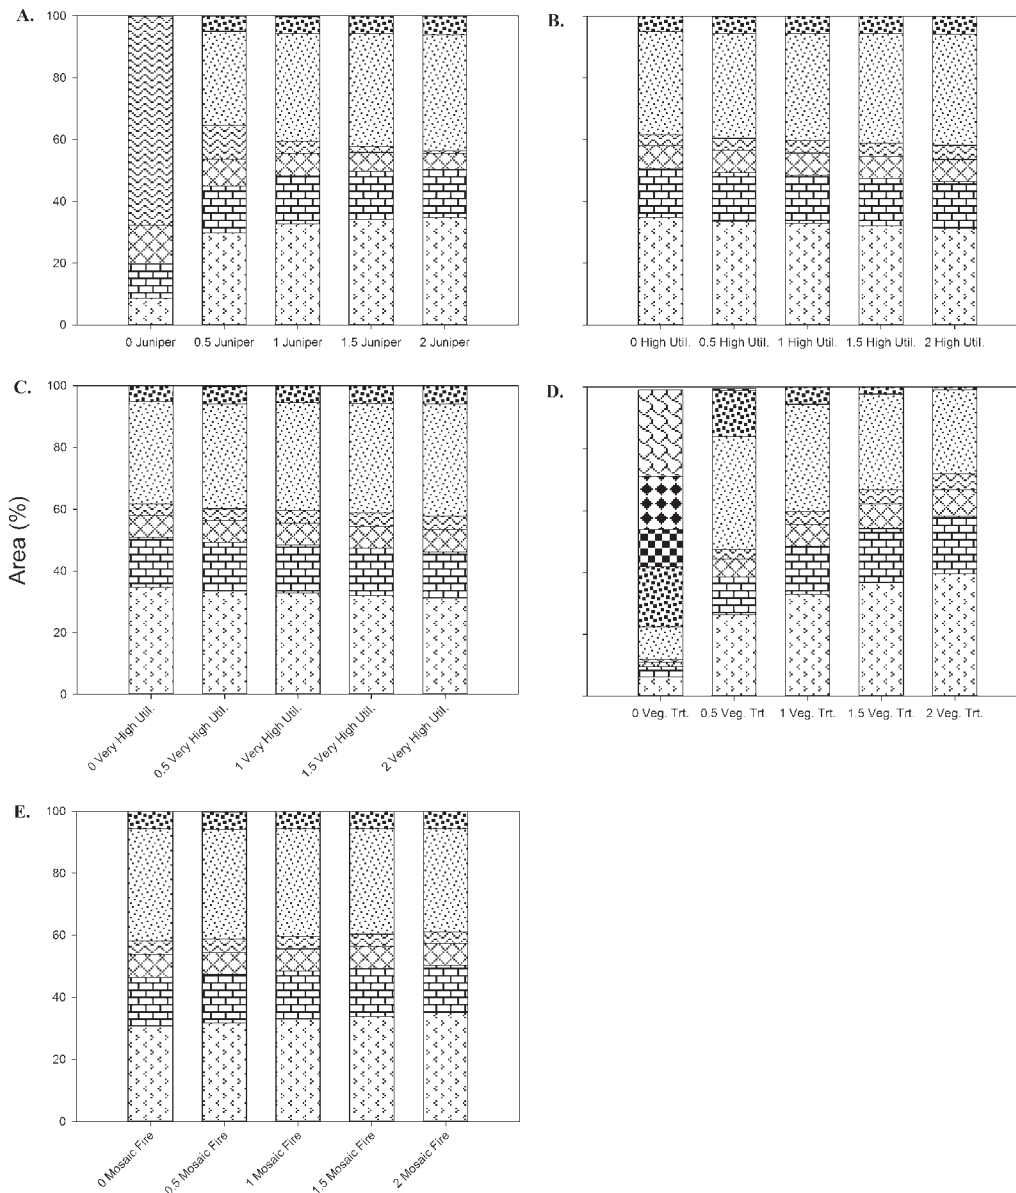 A.
100
80
60
40
20
0
0 Juniper 0.5 Juniper 1 Juniper 1.5 Juniper 2 Juniper
B.
0 High Util. 0.5 High Util. 1 High Util. 1.5 High Util. 2 High Util.
Area (%)
C.
100
80
60
40
20
0
0 Very High Util. 0.5 Very High Util. 1 Very High Util. 1.5 Very High Util. 2 Very High Util.
D.
0 Veg. Trt. 0.5 Veg. Trt. 1 Veg. Trt. 1.5 Veg. Trt. 2 Veg. Trt.
E.
100
80
60
40
20
0
0 Mosaic Fire 0.5 Mosaic Fire 1 Mosaic Fire 1.5 Mosaic Fire 2 Mosaic Fire